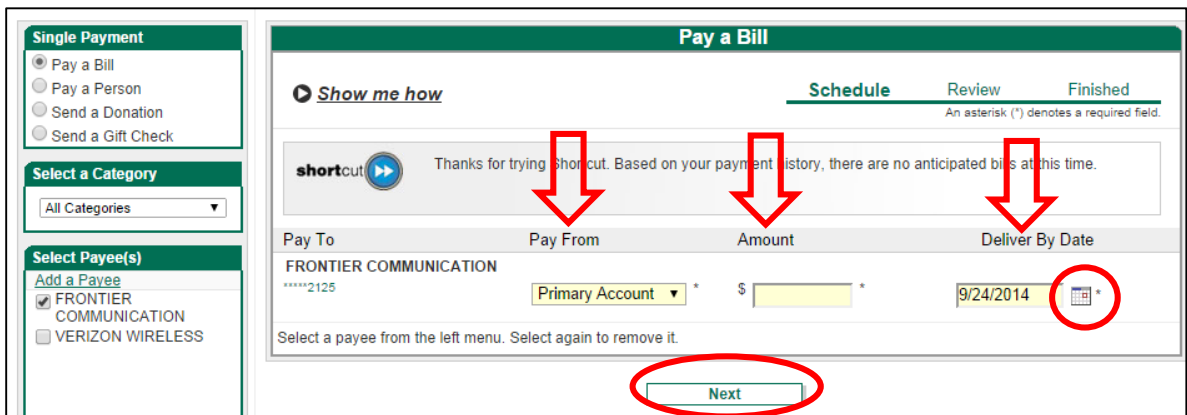 Single Payment
Pay a Bill
Pay a Person
Send a Donation
Send a Gift Check
Select a Category
All Categories
Select Payee(s)
Add a Payee
FRONTIER
COMMUNICATION
VERIZON WIRELESS
Pay a Bill
Show me how
Schedule Review Finished
An asterisk (*) denotes a required field.
shortcut
Thanks for trying Shortcut. Based on your payment history, there are no anticipated bills at this time.
Pay To Pay From Amount Deliver By Date
FRONTIER COMMUNICATION
*****2125 Primary Account * $ * 9/24/2014 *
Select a payee from the left menu. Select again to remove it.
Next